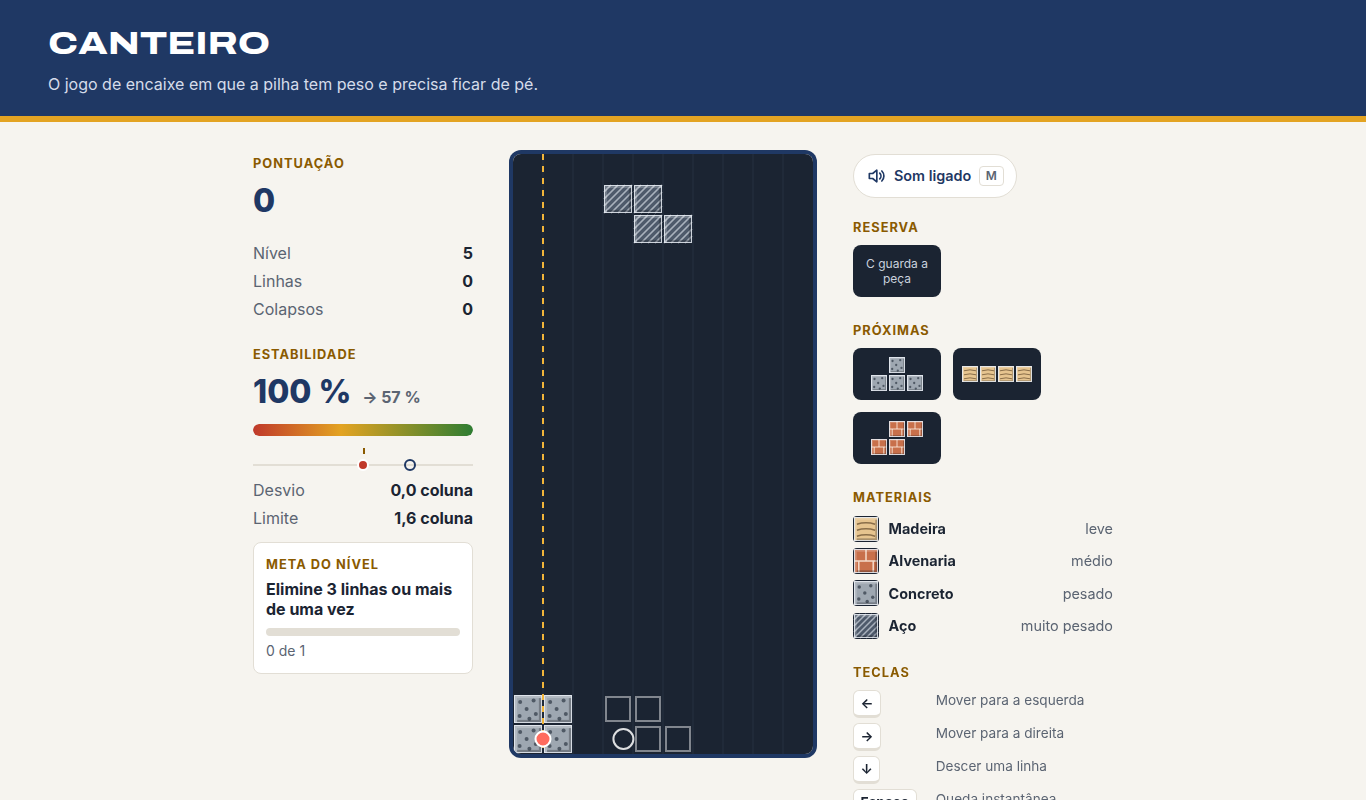 CANTEIRO
O jogo de encaixe em que a pilha tem peso e precisa ficar de pé.
PONTUAÇÃO
0
Nível 5
Linhas 0
Colapsos 0
ESTABILIDADE
100 % → 57 %
Desvio 0,0 coluna
Limite 1,6 coluna
META DO NÍVEL
Elimine 3 linhas ou mais
de uma vez
0 de 1
Som ligado M
RESERVA
C guarda a
peça
PRÓXIMAS
MATERIAIS
Madeira leve
Alvenaria médio
Concreto pesado
Aço muito pesado
TECLAS
← Mover para a esquerda
→ Mover para a direita
↓ Descer uma linha
Espaço Queda instantânea